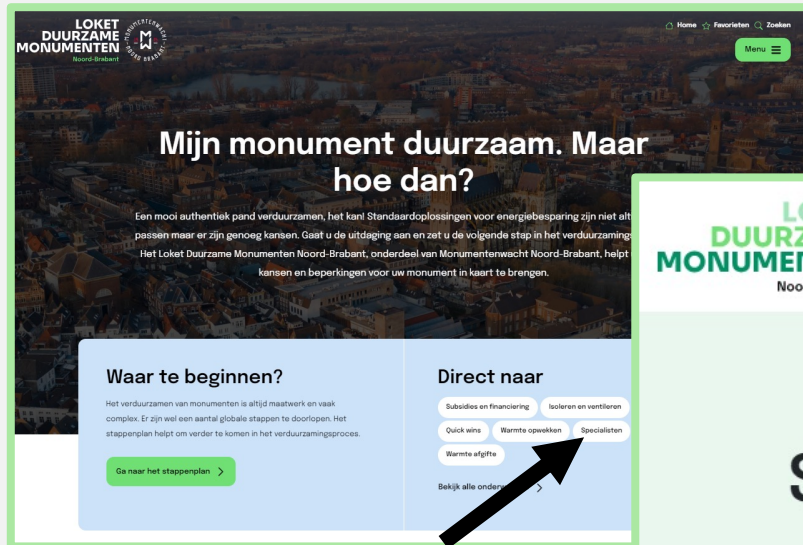 LOKET
DUURZAME
MONUMENTEN
Noord-Brabant
MONUMENTENWACHT
NOORD BRABANT
M
Home Favorieten Zoeken
Menu
Mijn monument duurzaam. Maar
hoe dan?
Een mooi authentiek pand verduurzamen, het kan! Standaardoplossingen voor energiebesparing zijn niet alt
passen maar er zijn genoeg kansen. Gaat u de uitdaging aan en zet u de volgende stap in het verduurzamings
Het Loket Duurzame Monumenten Noord-Brabant, onderdeel van Monumentenwacht Noord-Brabant, helpt
kansen en beperkingen voor uw monument in kaart te brengen.
Waar te beginnen?
Het verduurzamen van monumenten is altijd maatwerk en vaak
complex. Er zijn wel een aantal globale stappen te doorlopen. Het
stappenplan helpt om verder te komen in het verduurzamingsproces.
Ga naar het stappenplan
Direct naar
Subsidies en financiering Isoleren en ventileren
Quick wins Warmte opwekken Specialisten
Warmte afgifte
Bekijk alle onderw
LO
DUURZ
MONUMEN
Noo
S